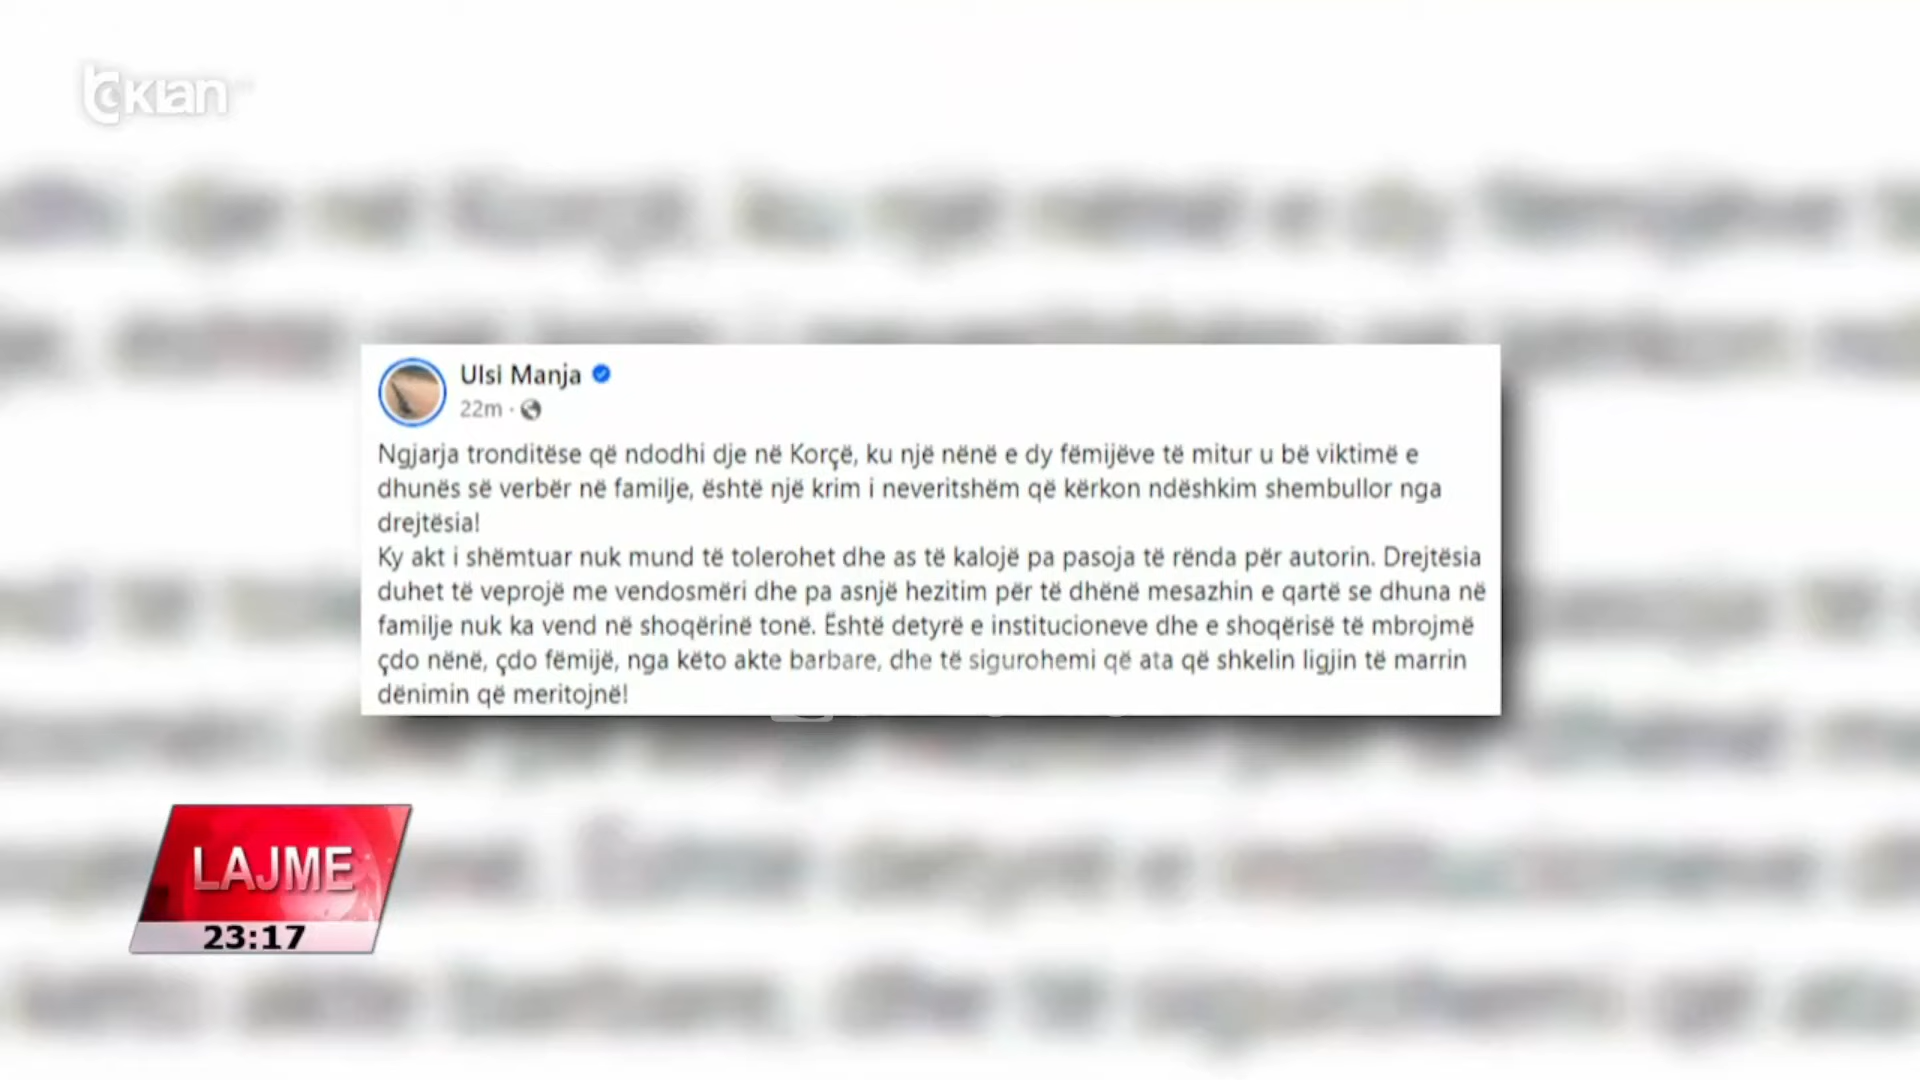 tv klan
Ulsi Manja
22m ·
Ngjarja tronditëse që ndodhi dje në Korçë, ku një nënë e dy fëmijëve të mitur u bë viktimë e
dhunës së verbër në familje, është një krim i neveritshëm që kërkon ndëshkim shembullor nga
drejtësia!
Ky akt i shëmtuar nuk mund të tolerohet dhe as të kalojë pa pasoja të rënda për autorin. Drejtësia
duhet të veprojë me vendosmëri dhe pa asnjë hezitim për të dhënë mesazhin e qartë se dhuna në
familje nuk ka vend në shoqërinë tonë. Është detyrë e institucioneve dhe e shoqërisë të mbrojmë
çdo nënë, çdo fëmijë, nga këto akte barbare, dhe të sigurohemi që ata që shkelin ligjin të marrin
dënimin që meritojnë!
LAJME
23:17